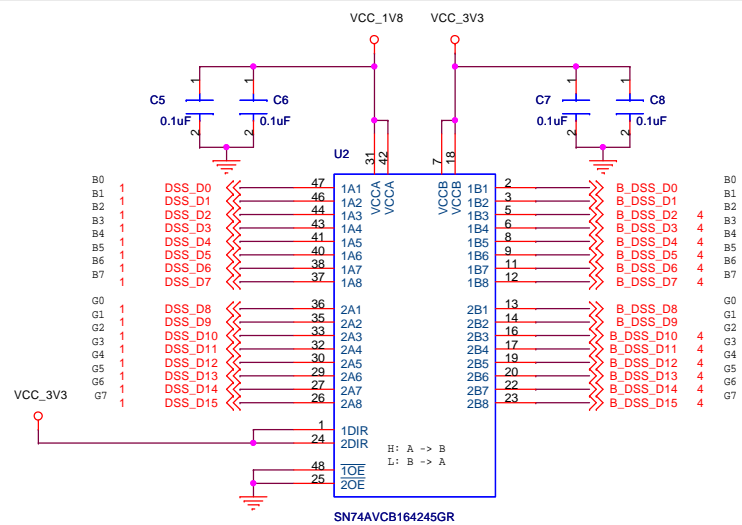 VCC_1V8 VCC_3V3
1 1 1 1
C5 C6 C7 C8
0.1uF 0.1uF 0.1uF 0.1uF
2 2 2 2
U2
31 42 7 18
VCCA VCCA VCCB VCCB
B0 1 DSS_D0 47 1A1 1B1 2 B_DSS_D0 B0
B1 1 DSS_D1 46 1A2 1B2 3 B_DSS_D1 B1
B2 1 DSS_D2 44 1A3 1B3 5 B_DSS_D2 4 B2
B3 1 DSS_D3 43 1A4 1B4 6 B_DSS_D3 4 B3
B4 1 DSS_D4 41 1A5 1B5 8 B_DSS_D4 4 B4
B5 1 DSS_D5 40 1A6 1B6 9 B_DSS_D5 4 B5
B6 1 DSS_D6 38 1A7 1B7 11 B_DSS_D6 4 B6
B7 1 DSS_D7 37 1A8 1B8 12 B_DSS_D7 4 B7
G0 1 DSS_D8 36 2A1 2B1 13 B_DSS_D8 G0
G1 1 DSS_D9 35 2A2 2B2 14 B_DSS_D9 G1
G2 1 DSS_D10 33 2A3 2B3 16 B_DSS_D10 4 G2
G3 1 DSS_D11 32 2A4 2B4 17 B_DSS_D11 4 G3
G4 1 DSS_D12 30 2A5 2B5 19 B_DSS_D12 4 G4
G5 1 DSS_D13 29 2A6 2B6 20 B_DSS_D13 4 G5
G6 1 DSS_D14 27 2A7 2B7 22 B_DSS_D14 4 G6
G7 1 DSS_D15 26 2A8 2B8 23 B_DSS_D15 4 G7
VCC_3V3
1 1DIR
24 2DIR
H: A -> B
L: B -> A
48 1OE
25 2OE
SN74AVCB164245GR